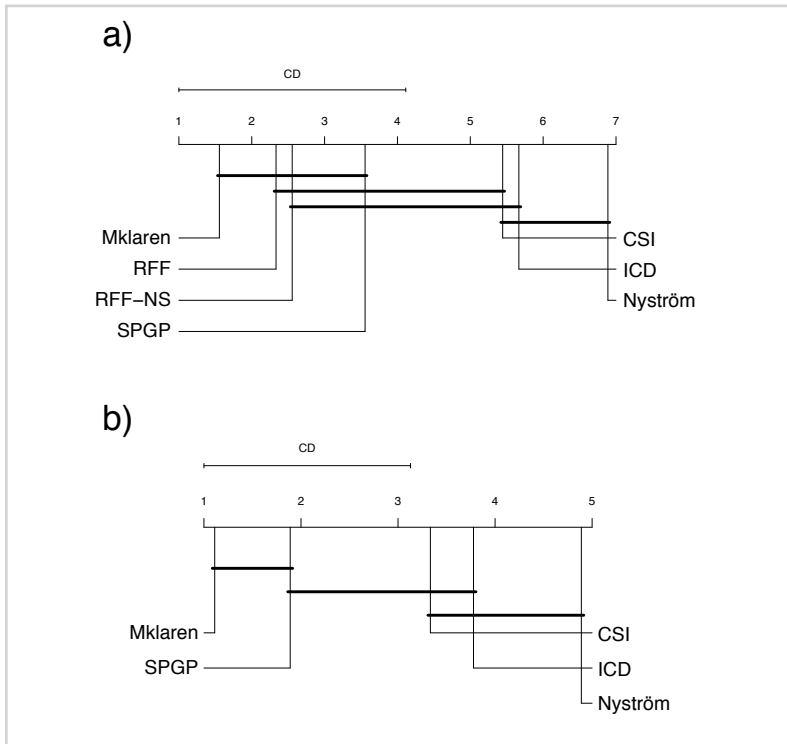 a)
CD
1 2 3 4 5 6 7
Mklaren CSI
RFF ICD
RFF−NS Nyström
SPGP
b)
CD
1 2 3 4 5
Mklaren CSI
SPGP ICD
Nyström